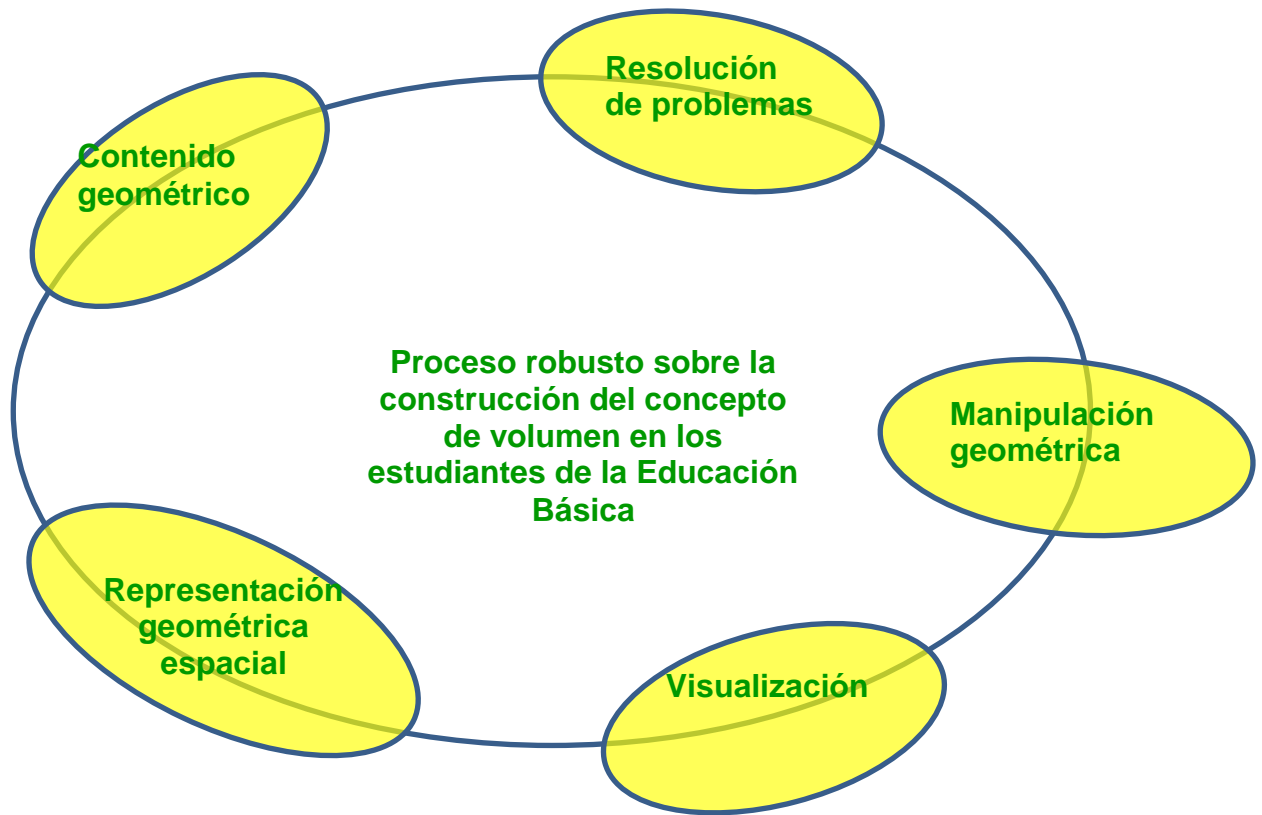 Resolución
de problemas
Contenido
geométrico
Proceso robusto sobre la
construcción del concepto
de volumen en los
estudiantes de la Educación
Básica
Manipulación
geométrica
Representación
geométrica
espacial
Visualización